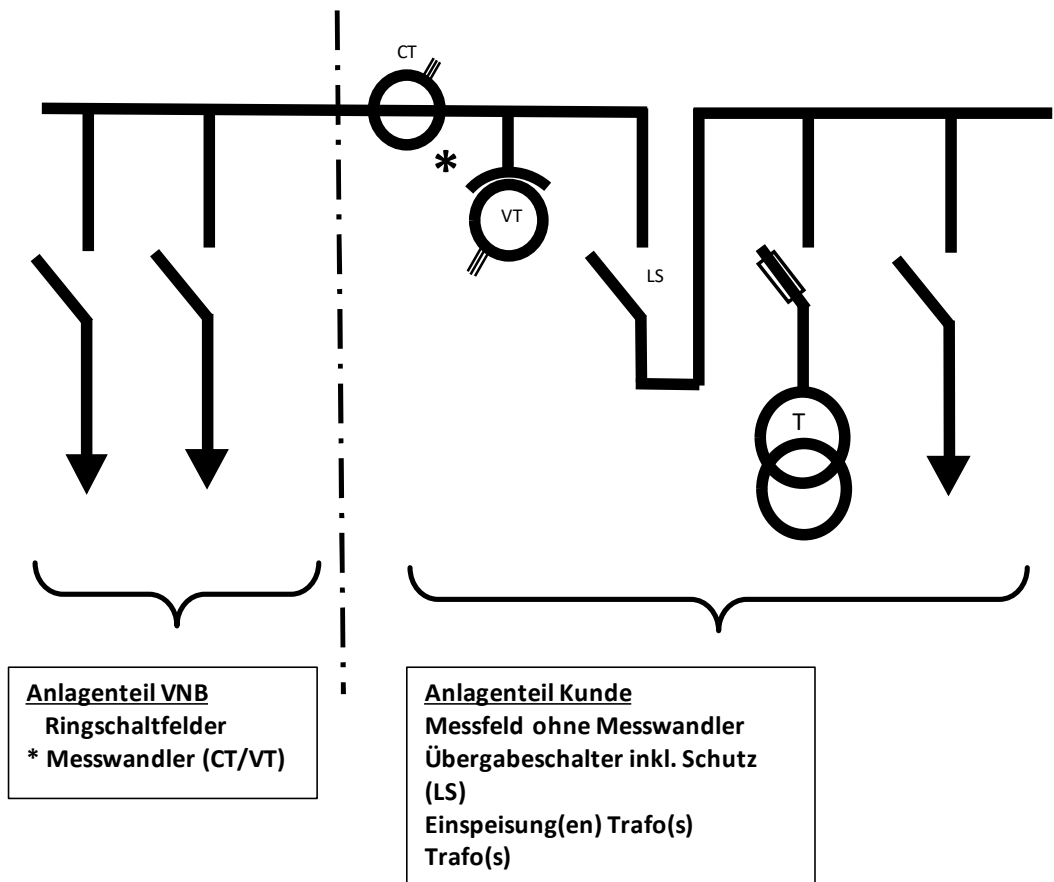 CT
*
VT
LS
T
Anlagenteil VNB
Ringschaltfelder
* Messwandler (CT/VT)
Anlagenteil Kunde
Messfeld ohne Messwandler
Übergabeschalter inkl. Schutz
(LS)
Einspeisung(en) Trafo(s)
Trafo(s)